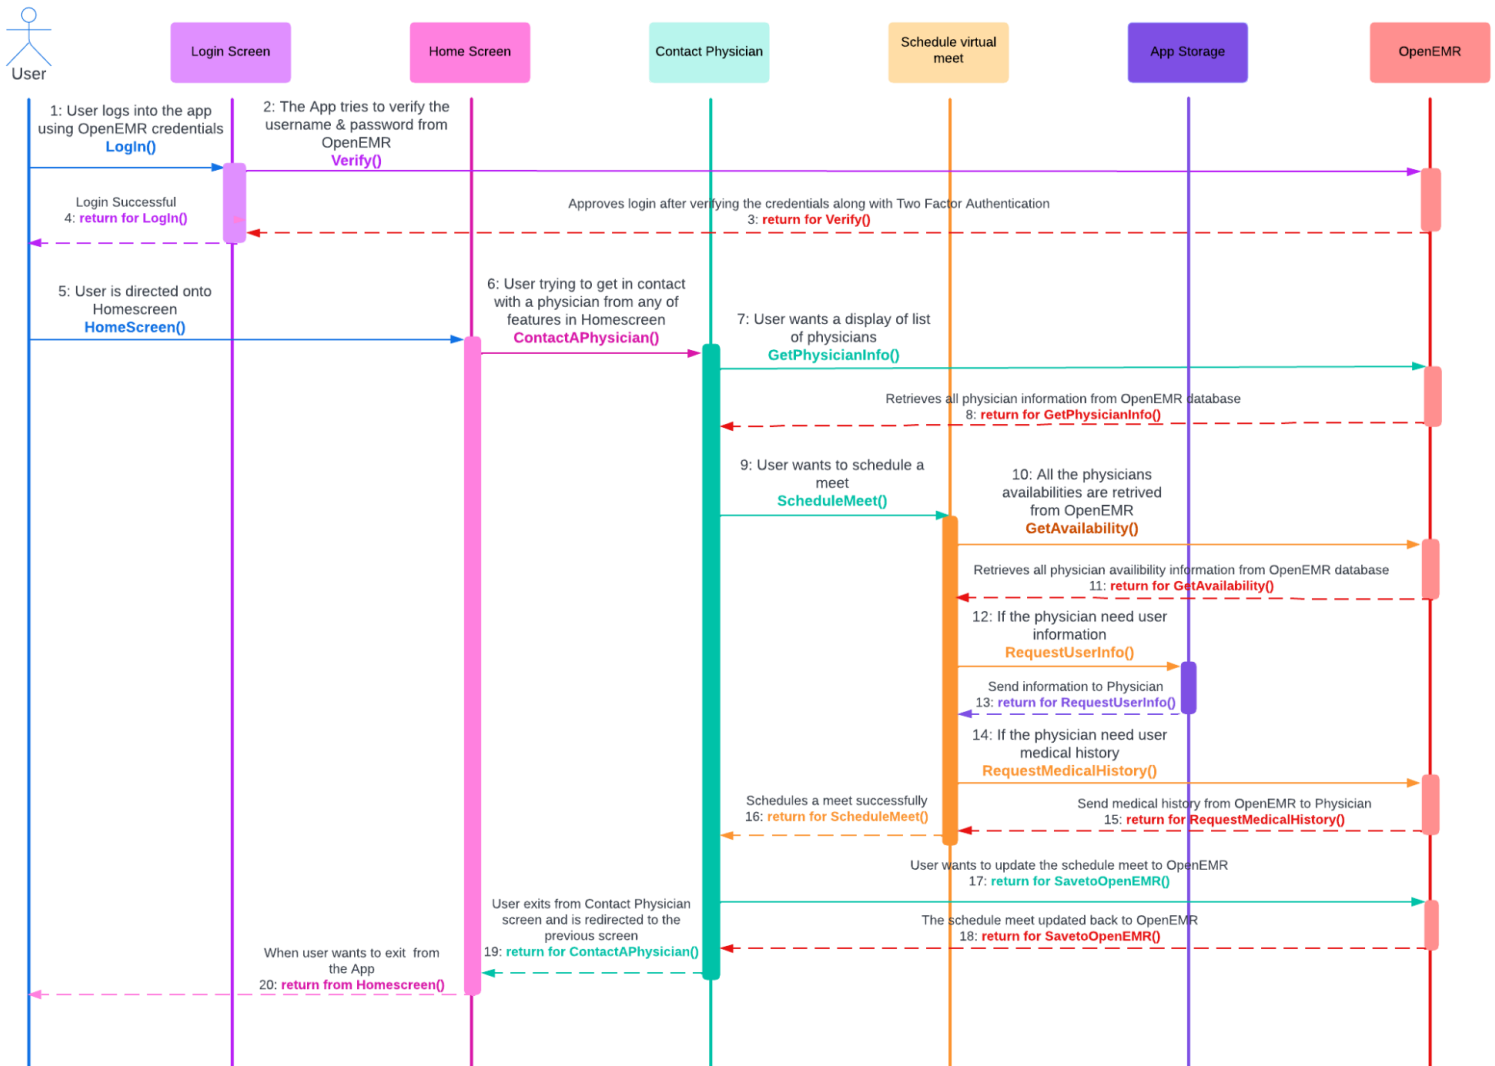 User
Login Screen
Home Screen
Contact Physician
Schedule virtual
meet
App Storage
OpenEMR
1: User logs into the app
using OpenEMR credentials
LogIn()
2: The App tries to verify the
username & password from
OpenEMR
Verify()
Approves login after verifying the credentials along with Two Factor Authentication
3: return for Verify()
Login Successful
4: return for LogIn()
5: User is directed onto
Homescreen
HomeScreen()
6: User trying to get in contact
with a physician from any of
features in Homescreen
ContactAPhysician()
7: User wants a display of list
of physicians
GetPhysicianInfo()
Retrieves all physician information from OpenEMR database
8: return for GetPhysicianInfo()
9: User wants to schedule a
meet
ScheduleMeet()
10: All the physicians
availabilities are retrived
from OpenEMR
GetAvailability()
Retrieves all physician availibility information from OpenEMR database
11: return for GetAvailability()
12: If the physician need user
information
RequestUserInfo()
Send information to Physician
13: return for RequestUserInfo()
14: If the physician need user
medical history
RequestMedicalHistory()
Send medical history from OpenEMR to Physician
15: return for RequestMedicalHistory()
Schedules a meet successfully
16: return for ScheduleMeet()
User wants to update the schedule meet to OpenEMR
17: return for SavetoOpenEMR()
The schedule meet updated back to OpenEMR
18: return for SavetoOpenEMR()
User exits from Contact Physician
screen and is redirected to the
previous screen
19: return for ContactAPhysician()
When user wants to exit from
the App
20: return from Homescreen()